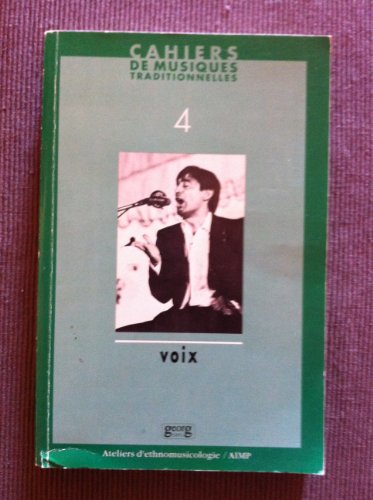 CAHIERS
DE MUSIQUES
TRADITIONNELLES
4
voix
georg
Ateliers d'ethnomusicologie / AIMP